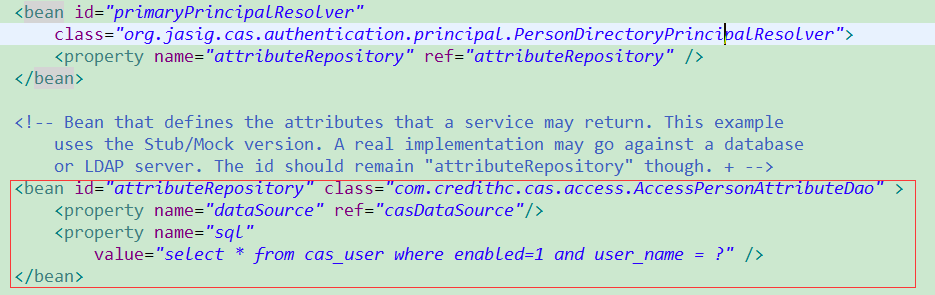 <bean id="primaryPrincipalResolver"
class="org.jasig.cas.authentication.principal.PersonDirectoryPrincipalResolver">
<property name="attributeRepository" ref="attributeRepository" />
</bean>
<!-- Bean that defines the attributes that a service may return. This example
uses the Stub/Mock version. A real implementation may go against a database
or LDAP server. The id should remain "attributeRepository" though. + -->
<bean id="attributeRepository" class="com.credithc.cas.access.AccessPersonAttributeDao" >
<property name="dataSource" ref="casDataSource"/>
<property name="sql"
value="select * from cas_user where enabled=1 and user_name = ?" />
</bean>